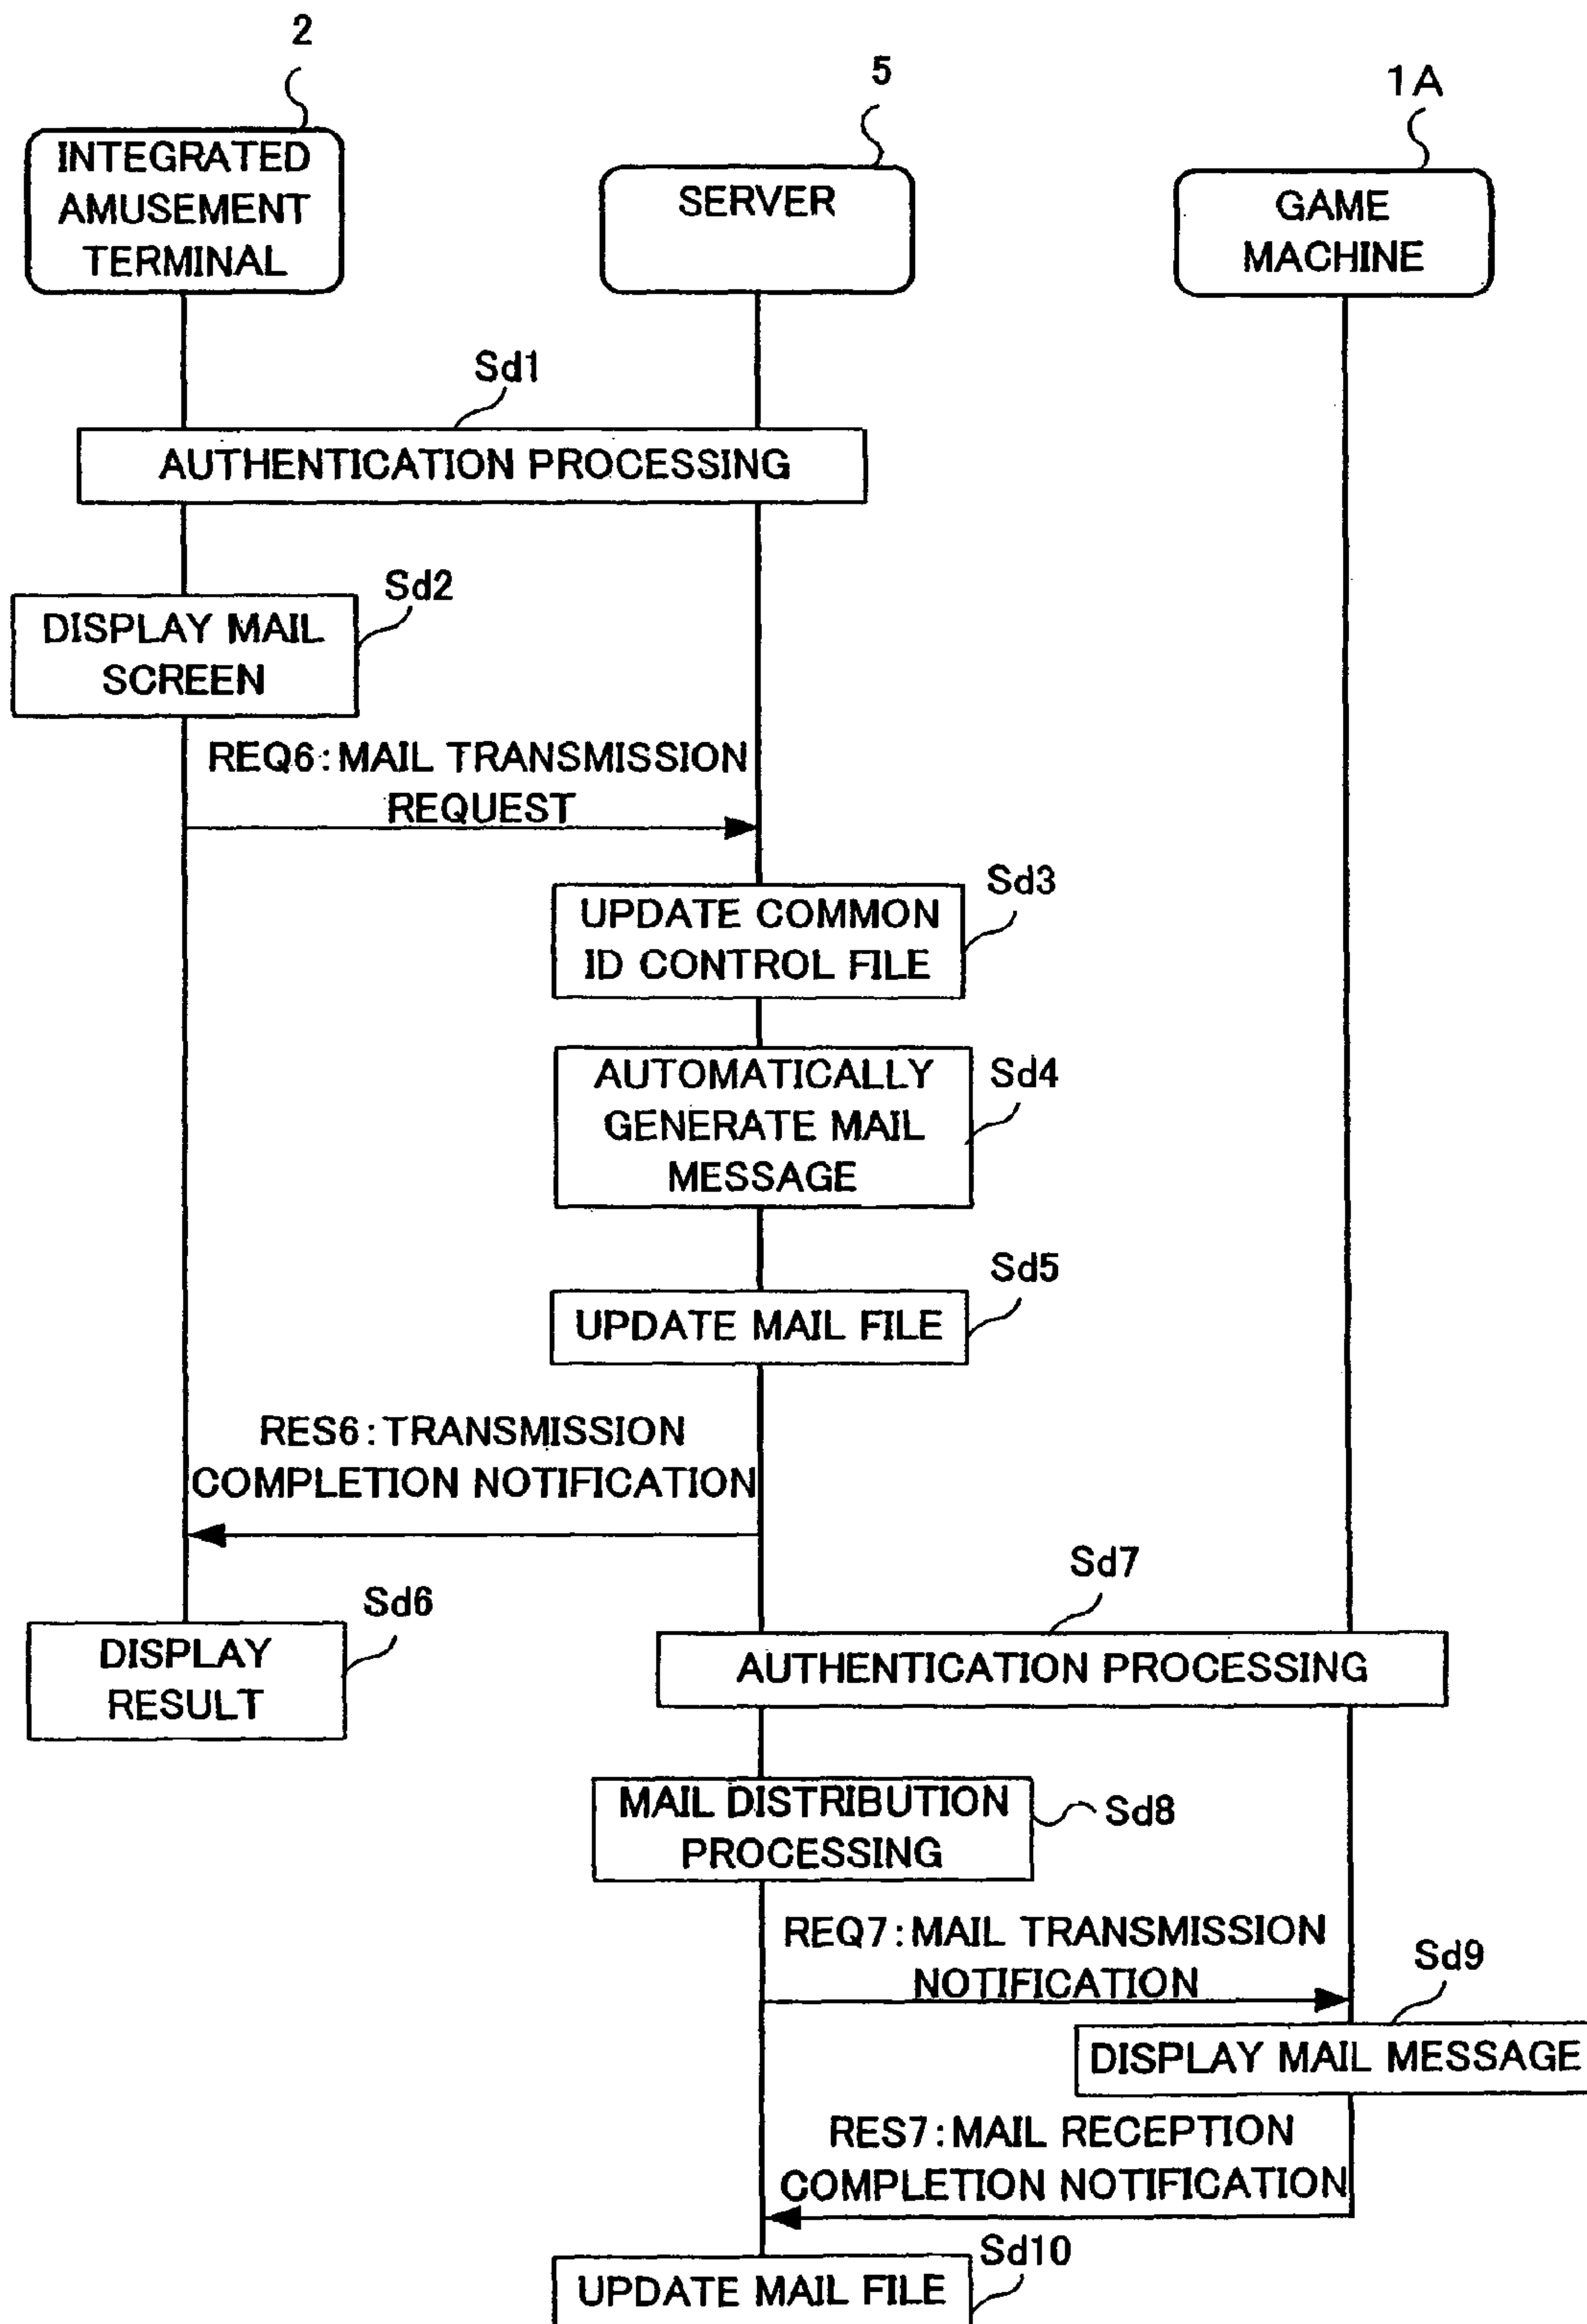 2
5
1A
INTEGRATED
AMUSEMENT
TERMINAL
SERVER
GAME
MACHINE
Sd1
AUTHENTICATION PROCESSING
Sd2
DISPLAY MAIL
SCREEN
REQ6:MAIL TRANSMISSION
REQUEST
Sd3
UPDATE COMMON
ID CONTROL FILE
Sd4
AUTOMATICALLY
GENERATE MAIL
MESSAGE
Sd5
UPDATE MAIL FILE
RES6:TRANSMISSION
COMPLETION NOTIFICATION
Sd6
DISPLAY
RESULT
Sd7
AUTHENTICATION PROCESSING
MAIL DISTRIBUTION
PROCESSING
Sd8
REQ7:MAIL TRANSMISSION
NOTIFICATION
Sd9
DISPLAY MAIL MESSAGE
RES7:MAIL RECEPTION
COMPLETION NOTIFICATION
Sd10
UPDATE MAIL FILE